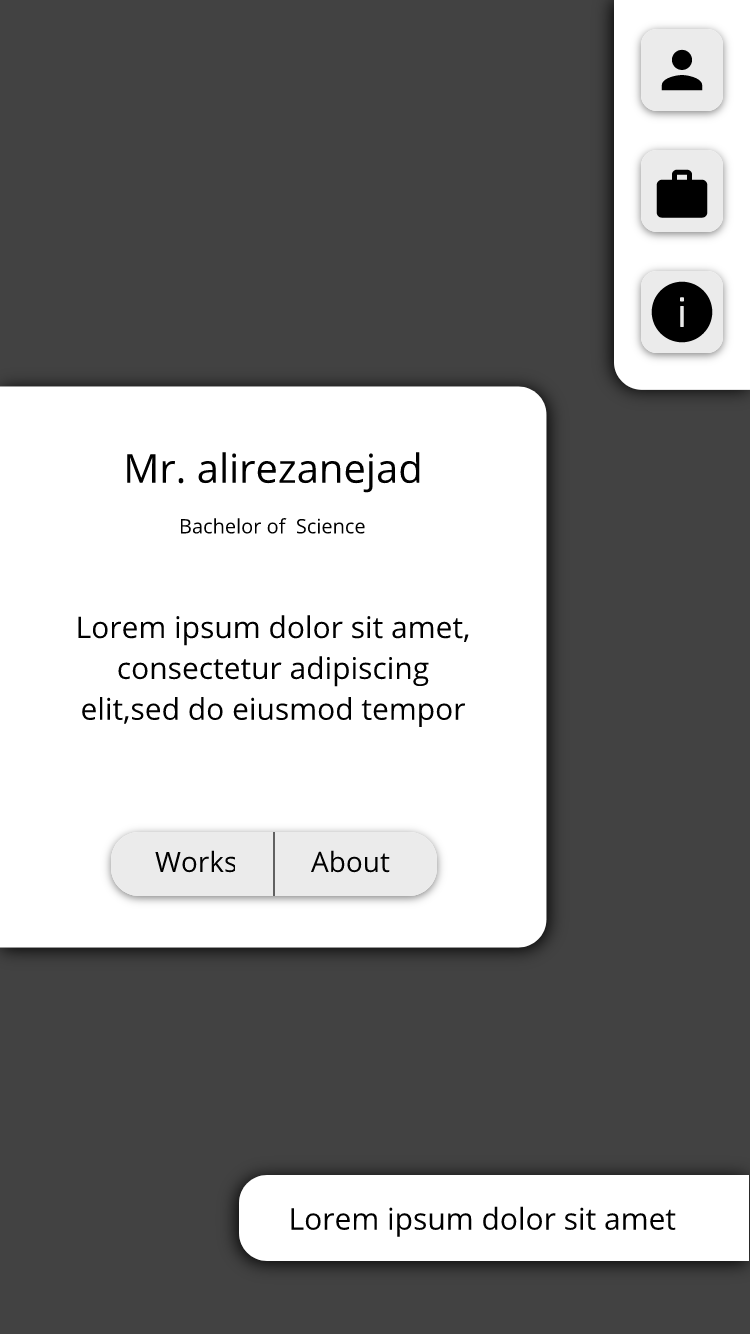 Mr. alirezanejad
Bachelor of  Science
Lorem ipsum dolor sit amet,
consectetur adipiscing
elit,sed do eiusmod tempor
Works
About
Lorem ipsum dolor sit amet